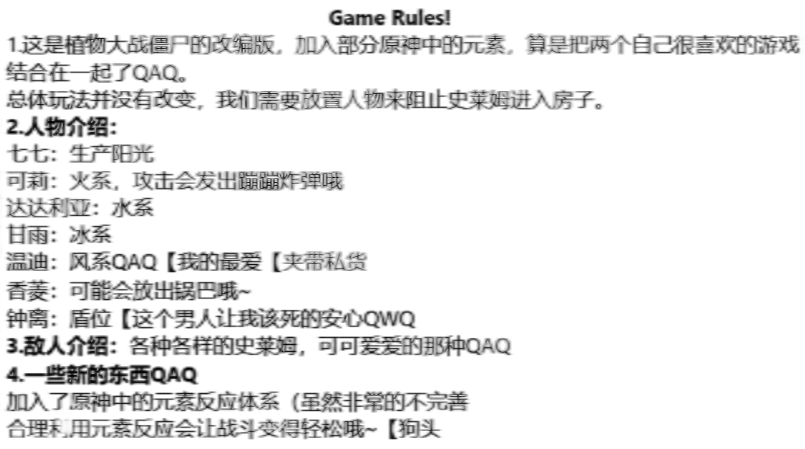 Game Rules!
1.这是植物大战僵尸的改编版，加入部分原神中的元素，算是把两个自己很喜欢的游戏
结合在一起了QAQ。
总体玩法并没有改变，我们需要放置人物来阻止史莱姆进入房子。
2.人物介绍：
七七：生产阳光
可莉：火系，攻击会发出蹦蹦炸弹哦
达达利亚：水系
甘雨：冰系
温迪：风系QAQ【我的最爱【夹带私货
香菱：可能会放出锅巴哦~
钟离：盾位【这个男人让我该死的安心QWQ
3.敌人介绍：各种各样的史莱姆，可可爱爱的那种QAQ
4.一些新的东西QAQ
加入了原神中的元素反应体系（虽然非常的不完善
合理利用元素反应会让战斗变得轻松哦~【狗头